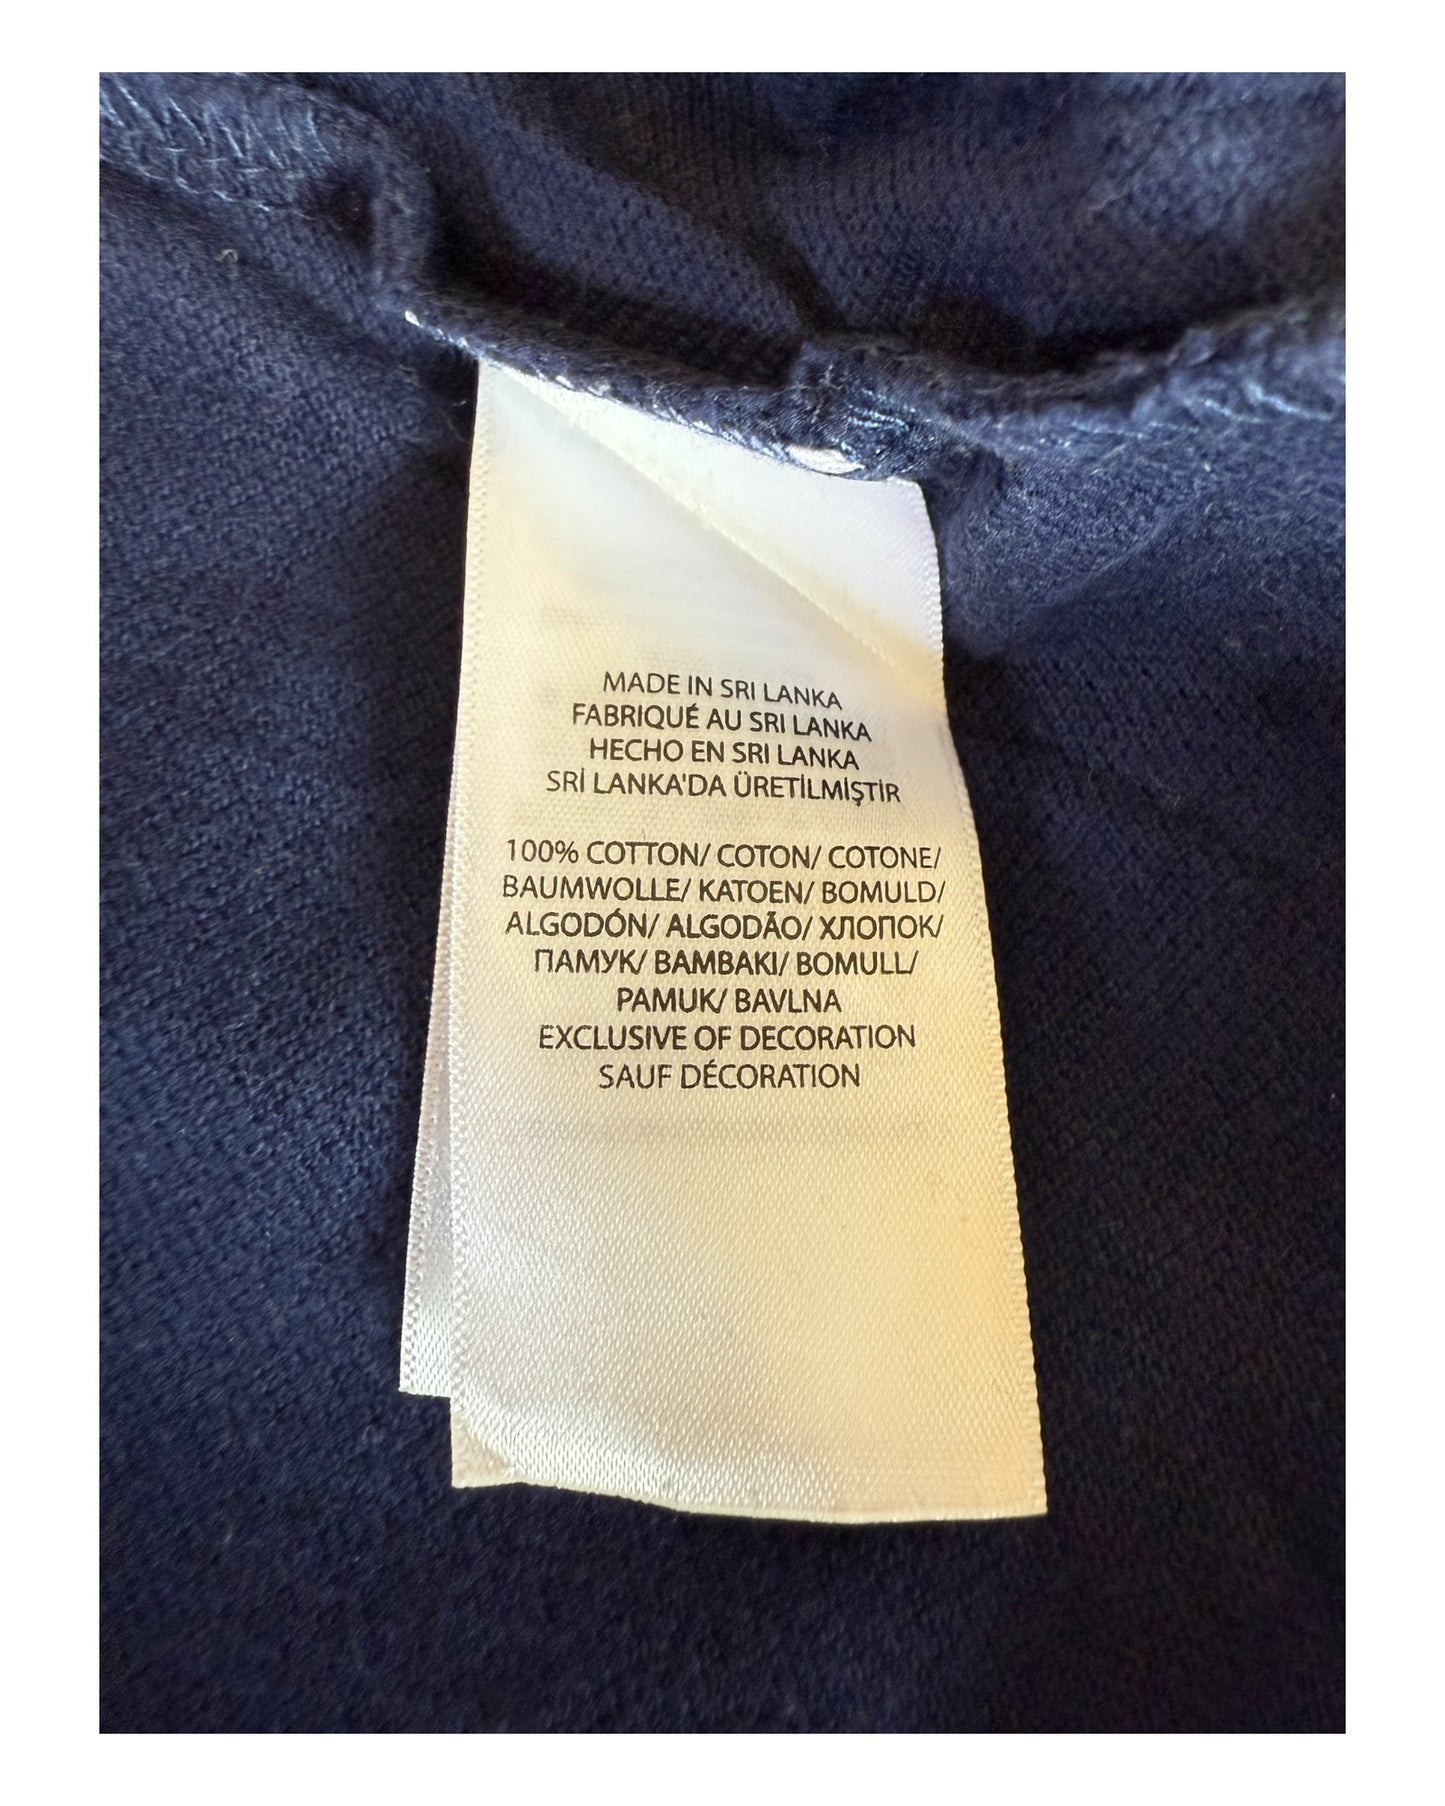 MADE IN SRI LANKA
FABRIQUÉ AU SRI LANKA
HECHO EN SRI LANKA
SRİ LANKA'DA ÜRETİLMİŞTİR
100% COTTON/ COTON/ COTONE/
BAUMWOLLE/ KATOEN/ BOMULD/
ALGODÓN/ ALGODÃO/ ХЛОПОК/
ПАМУК/ BAMBAKI/ BOMULL/
PAMUK/ BAVLNA
EXCLUSIVE OF DECORATION
SAUF DÉCORATION